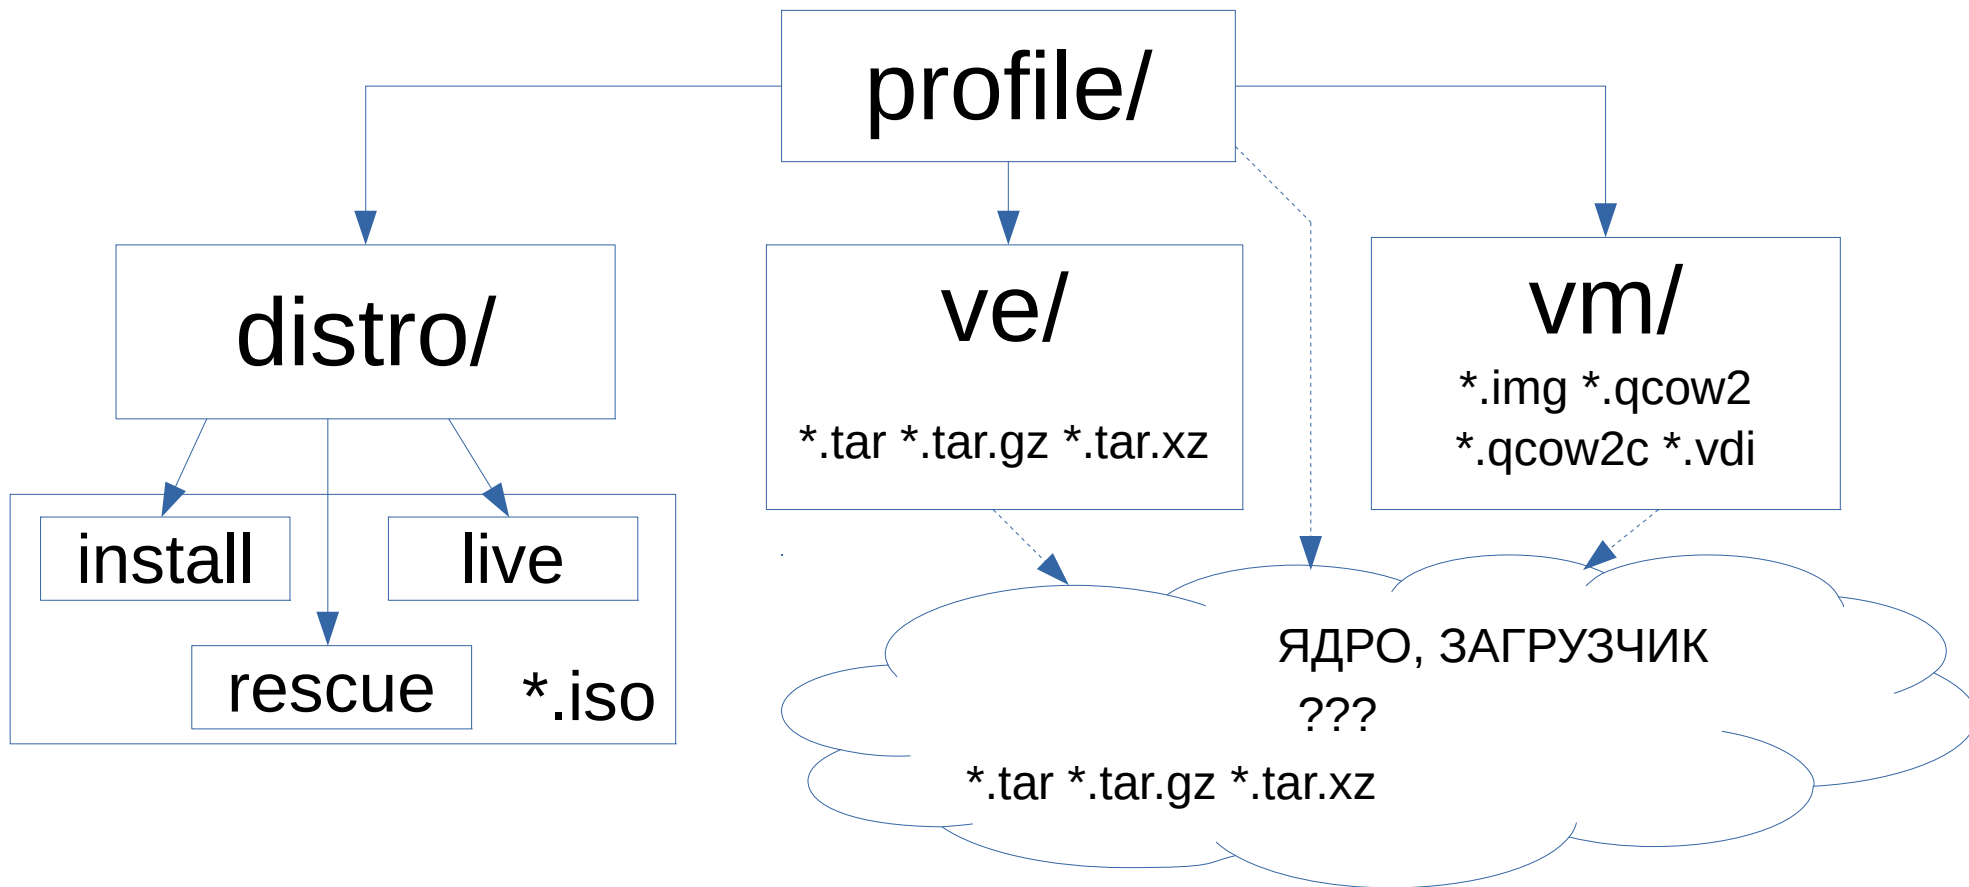 profile/
distro/
ve/
*.tar *.tar.gz *.tar.xz
vm/
*.img *.qcow2
*.qcow2c *.vdi
install
live
rescue
*.iso
ЯДРО, ЗАГРУЗЧИК
???
*.tar *.tar.gz *.tar.xz